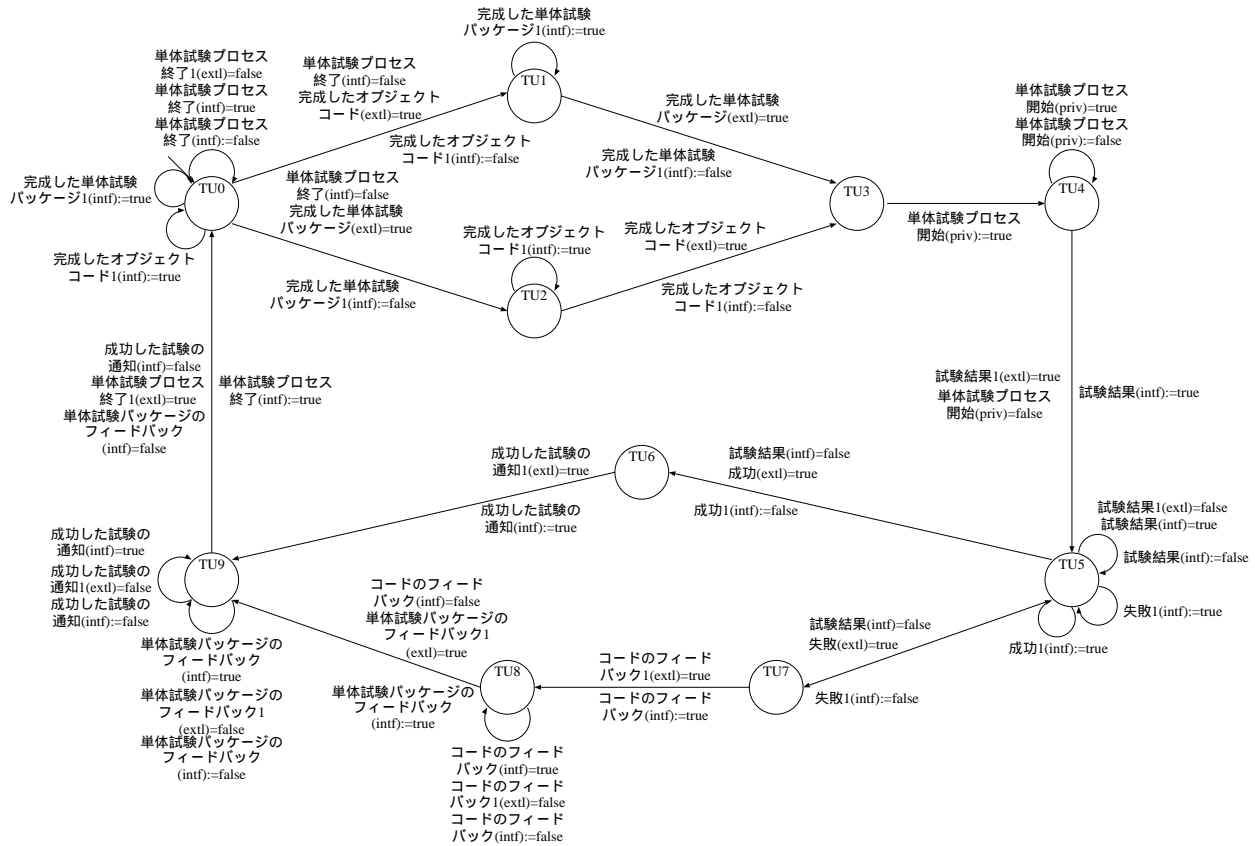 完成した単体試験
パッケージ1(intf):=true
TU1
単体試験プロセス
終了1(extl)=false
単体試験プロセス
終了(intf)=true
単体試験プロセス
終了(intf):=false
単体試験プロセス
終了(intf)=false
完成したオブジェクト
コード(extl)=true
完成したオブジェクト
コード1(intf):=false
完成した単体試験
パッケージ(extl)=true
完成した単体試験
パッケージ1(intf):=false
単体試験プロセス
開始(priv)=true
単体試験プロセス
開始(priv):=false
TU0
完成した単体試験
パッケージ1(intf):=true
完成したオブジェクト
コード1(intf):=true
単体試験プロセス
終了(intf)=false
完成した単体試験
パッケージ(extl)=true
完成した単体試験
パッケージ1(intf):=false
完成したオブジェクト
コード1(intf):=true
TU2
完成したオブジェクト
コード(extl)=true
完成したオブジェクト
コード1(intf):=false
TU3
単体試験プロセス
開始(priv):=true
TU4
成功した試験の
通知(intf)=false
単体試験プロセス
終了1(extl)=true
単体試験パッケージの
フィードバック
(intf)=false
単体試験プロセス
終了(intf):=true
試験結果1(extl)=true
単体試験プロセス
開始(priv)=false
試験結果(intf):=true
成功した試験の
通知1(extl)=true
成功した試験の
通知(intf):=true
TU6
試験結果(intf)=false
成功(extl)=true
成功1(intf):=false
試験結果1(extl)=false
試験結果(intf)=true
試験結果(intf):=false
TU5
失敗1(intf):=true
成功1(intf):=true
成功した試験の
通知(intf)=true
成功した試験の
通知1(extl)=false
成功した試験の
通知(intf):=false
TU9
単体試験パッケージの
フィードバック
(intf)=true
単体試験パッケージの
フィードバック1
(extl)=false
単体試験パッケージの
フィードバック
(intf):=false
コードのフィード
バック(intf)=false
単体試験パッケージの
フィードバック1
(extl)=true
単体試験パッケージの
フィードバック
(intf):=true
TU8
コードのフィード
バック(intf)=true
コードのフィード
バック1(extl)=false
コードのフィード
バック(intf):=false
コードのフィード
バック1(extl)=true
コードのフィード
バック(intf):=true
TU7
試験結果(intf)=false
失敗(extl)=true
失敗1(intf):=false